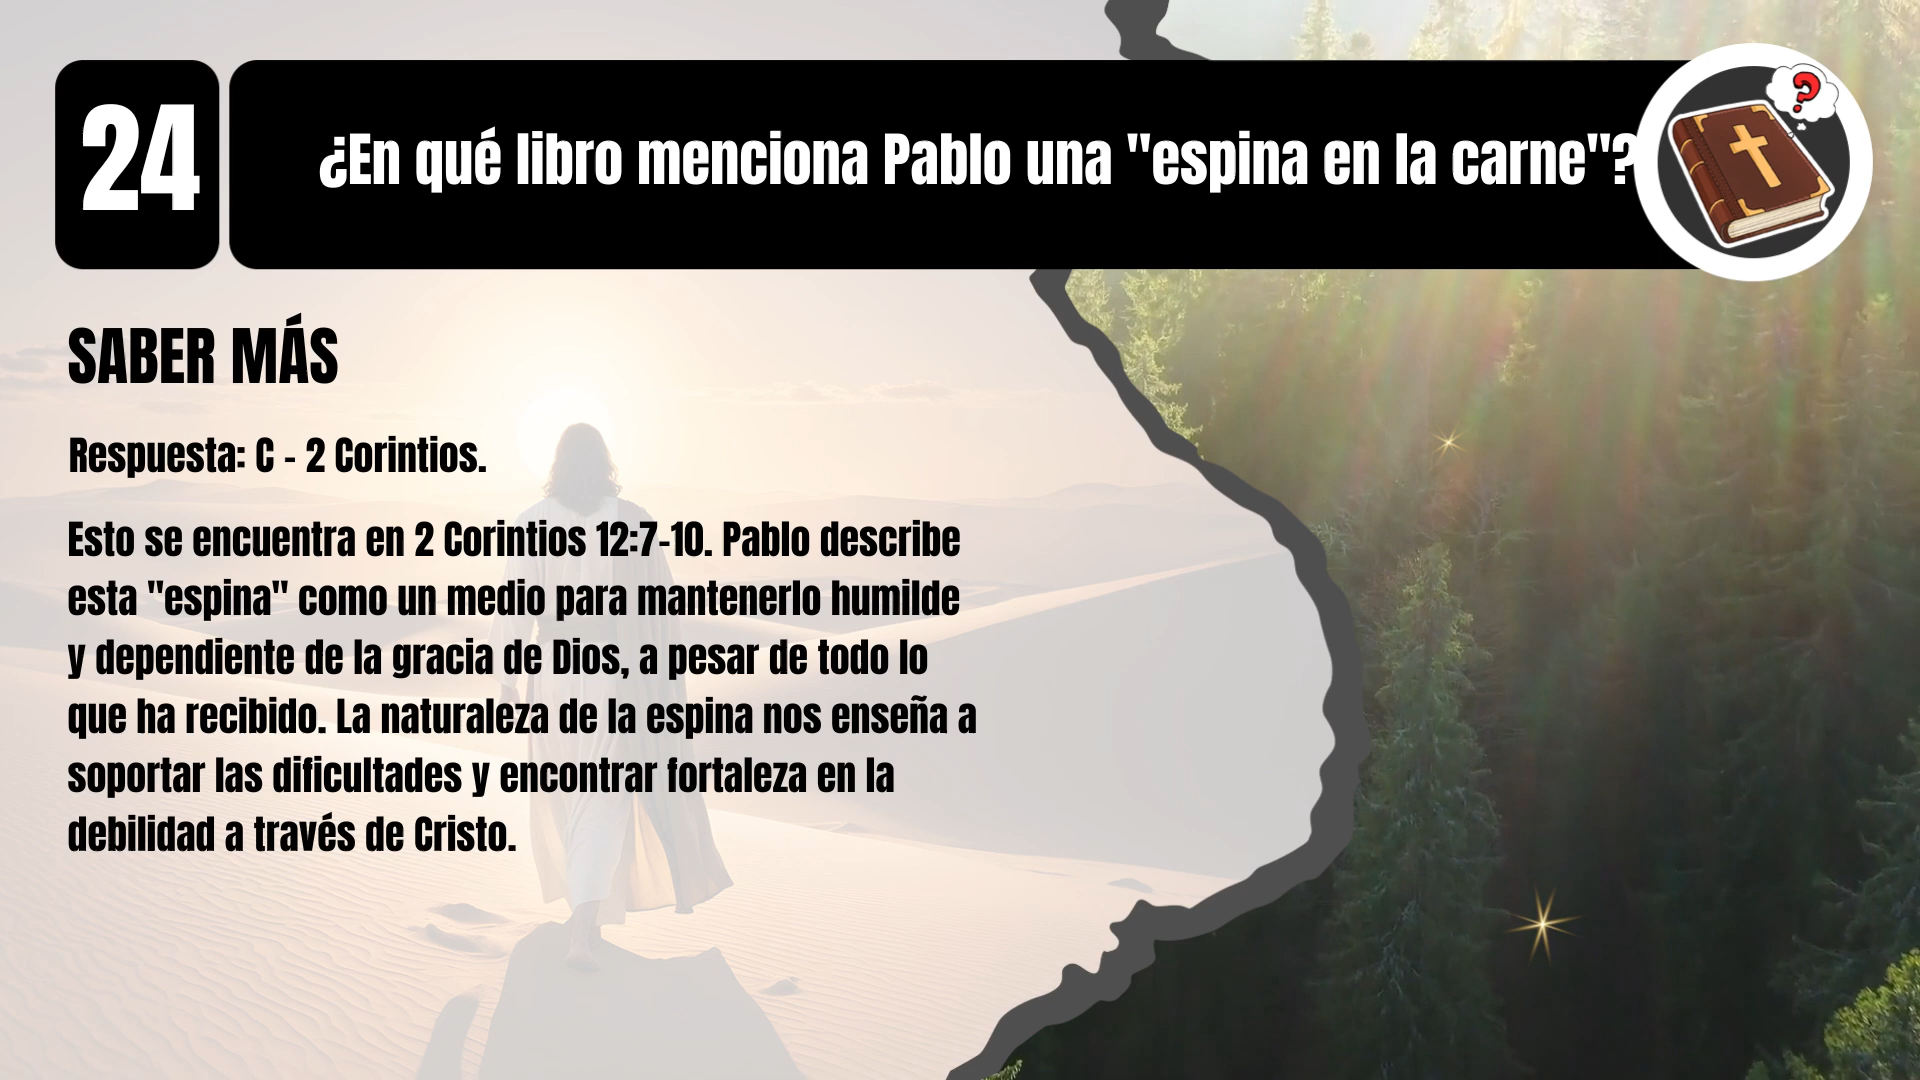 24
¿En qué libro menciona Pablo una "espina en la carne"?
?
SABER MÁS
Respuesta: C - 2 Corintios.
Esto se encuentra en 2 Corintios 12:7-10. Pablo describe
esta "espina" como un medio para mantenerlo humilde
y dependiente de la gracia de Dios, a pesar de todo lo
que ha recibido. La naturaleza de la espina nos enseña a
soportar las dificultades y encontrar fortaleza en la
debilidad a través de Cristo.